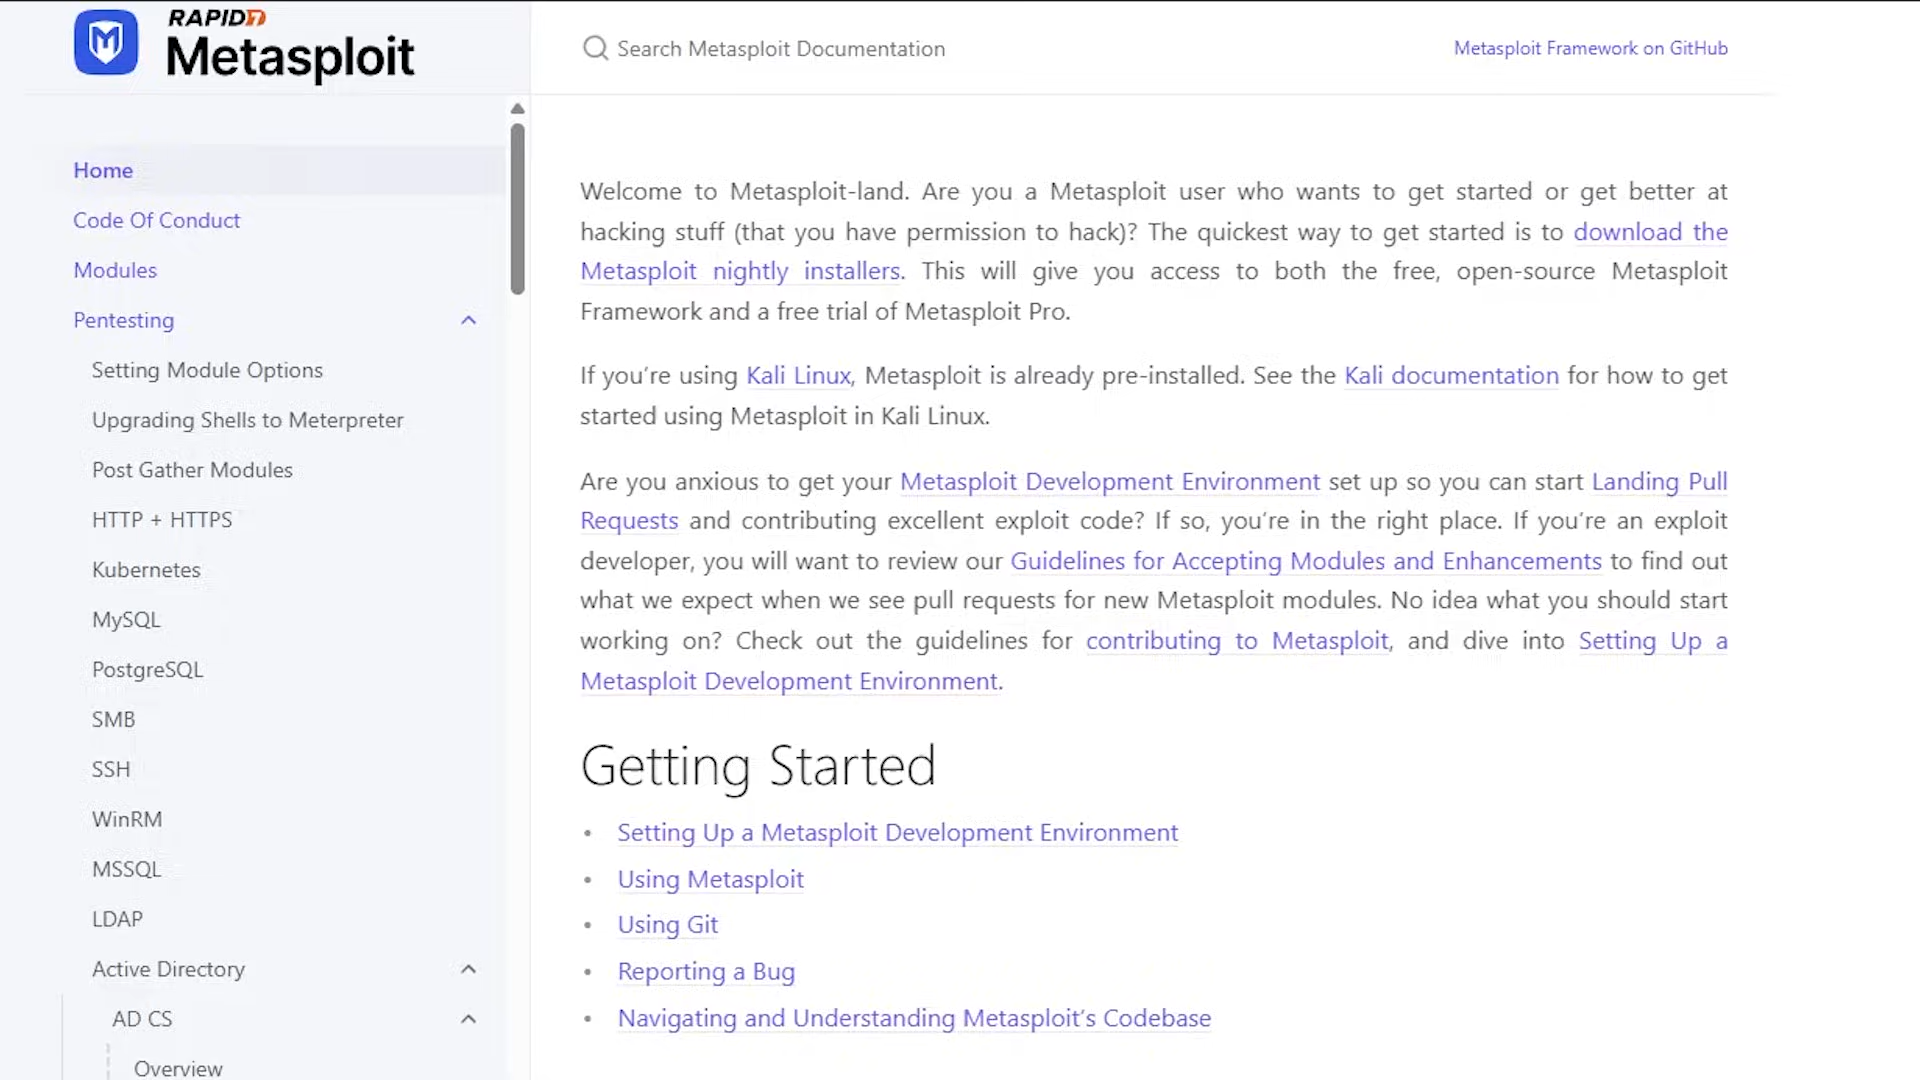 RAPID7
Metasploit
Search Metasploit Documentation
Metasploit Framework on GitHub
Home
Code Of Conduct
Modules
Pentesting
Setting Module Options
Upgrading Shells to Meterpreter
Post Gather Modules
HTTP + HTTPS
Kubernetes
MySQL
PostgreSQL
SMB
SSH
WinRM
MSSQL
LDAP
Active Directory
AD CS
Overview
Welcome to Metasploit-land. Are you a Metasploit user who wants to get started or get better at
hacking stuff (that you have permission to hack)? The quickest way to get started is to download the
Metasploit nightly installers. This will give you access to both the free, open-source Metasploit
Framework and a free trial of Metasploit Pro.
If you’re using Kali Linux, Metasploit is already pre-installed. See the Kali documentation for how to get
started using Metasploit in Kali Linux.
Are you anxious to get your Metasploit Development Environment set up so you can start Landing Pull
Requests and contributing excellent exploit code? If so, you’re in the right place. If you’re an exploit
developer, you will want to review our Guidelines for Accepting Modules and Enhancements to find out
what we expect when we see pull requests for new Metasploit modules. No idea what you should start
working on? Check out the guidelines for contributing to Metasploit, and dive into Setting Up a
Metasploit Development Environment.
Getting Started
• Setting Up a Metasploit Development Environment
• Using Metasploit
• Using Git
• Reporting a Bug
• Navigating and Understanding Metasploit’s Codebase